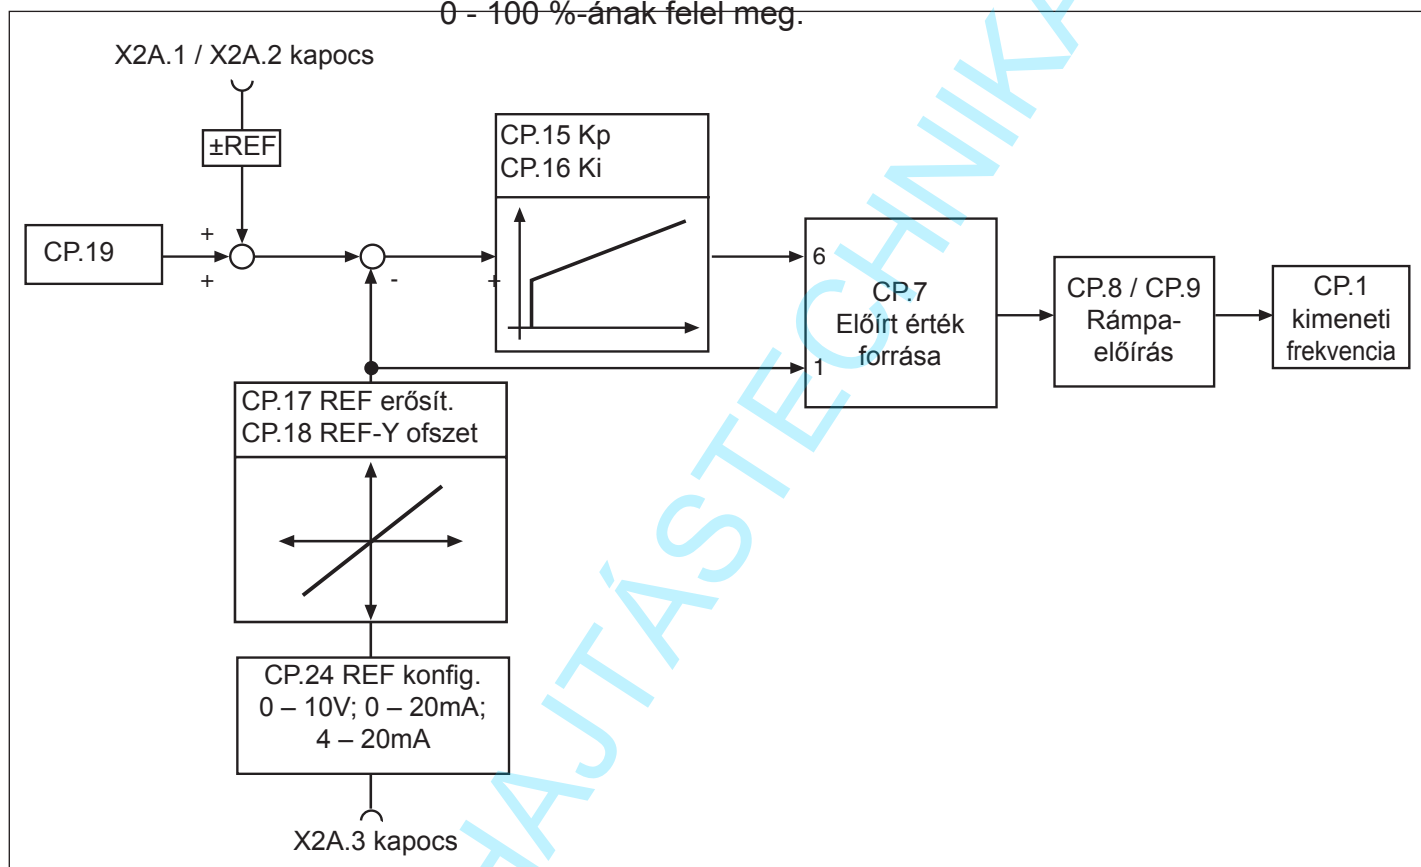 0 - 100 %-ának felel meg.
X2A.1 / X2A.2 kapocs
±REF
CP.15 Kp
CP.16 Ki
CP.19
+
+
-
+
6
1
CP.7
Előírt érték
forrása
CP.8 / CP.9
Rámpa-
előírás
CP.1
kimeneti
frekvencia
CP.17 REF erősít.
CP.18 REF-Y ofszet
CP.24 REF konfig.
0 – 10V; 0 – 20mA;
4 – 20mA
X2A.3 kapocs
HAJTÁSTECHNIKA